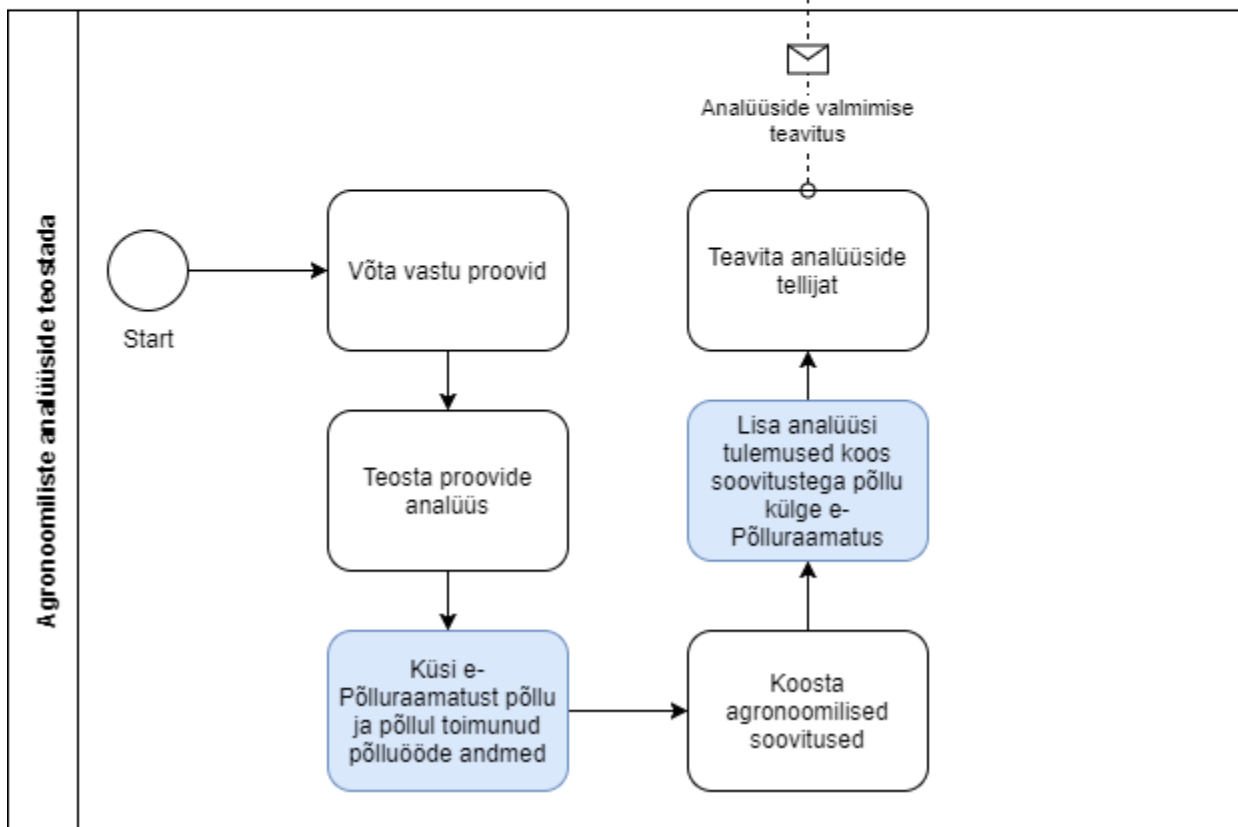 Agronoomiliste analüüside teostada
Start
Võta vastu proovid
Teosta proovide
analüüs
Küsi e-
Põlluraamatust põllu
ja põllul toimunud
põlluööde andmed
Koosta
agronoomilised
soovitused
Lisa analüüsi
tulemused koos
soovitustega põllu
külge e-
Põlluraamatus
Teavita analüüside
tellijat
Analüüside valmimise
teavitus